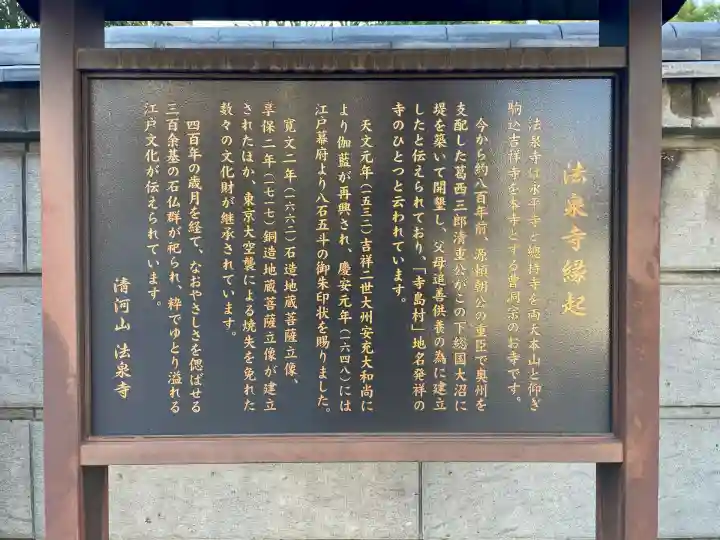 法泉寺縁起
法泉寺は永平寺と總持寺を両大本山と仰ぎ
駒込吉祥寺を本寺とする曹洞宗のお寺です。
今から約八百年前、源頼朝公の重臣で奥州を
支配した葛西三郎清重公がこの下総国大沼に
堤を築いて開墾し、父母追善供養の為に建立
したと伝えられており、「寺島村」地名発祥の
寺のひとつと云われています。
天文元年(一五三二)吉祥二世大州安充大和尚に
より伽藍が再興され、慶安元年(一六四八)には
江戸幕府より八石五斗の御朱印状を賜りました。
寛文二年(一六六二)石造地蔵菩薩立像、
享保二年(一七一七)銅造地蔵菩薩立像が建立
されたほか、東京大空襲による焼失を免れた
数々の文化財が継承されています。
四百年の歳月を経て、なおやさしさを偲ばせる
三百余基の石仏群が祀られ、粋でゆとり溢れる
江戸文化が伝えられています。
清河山 法泉寺